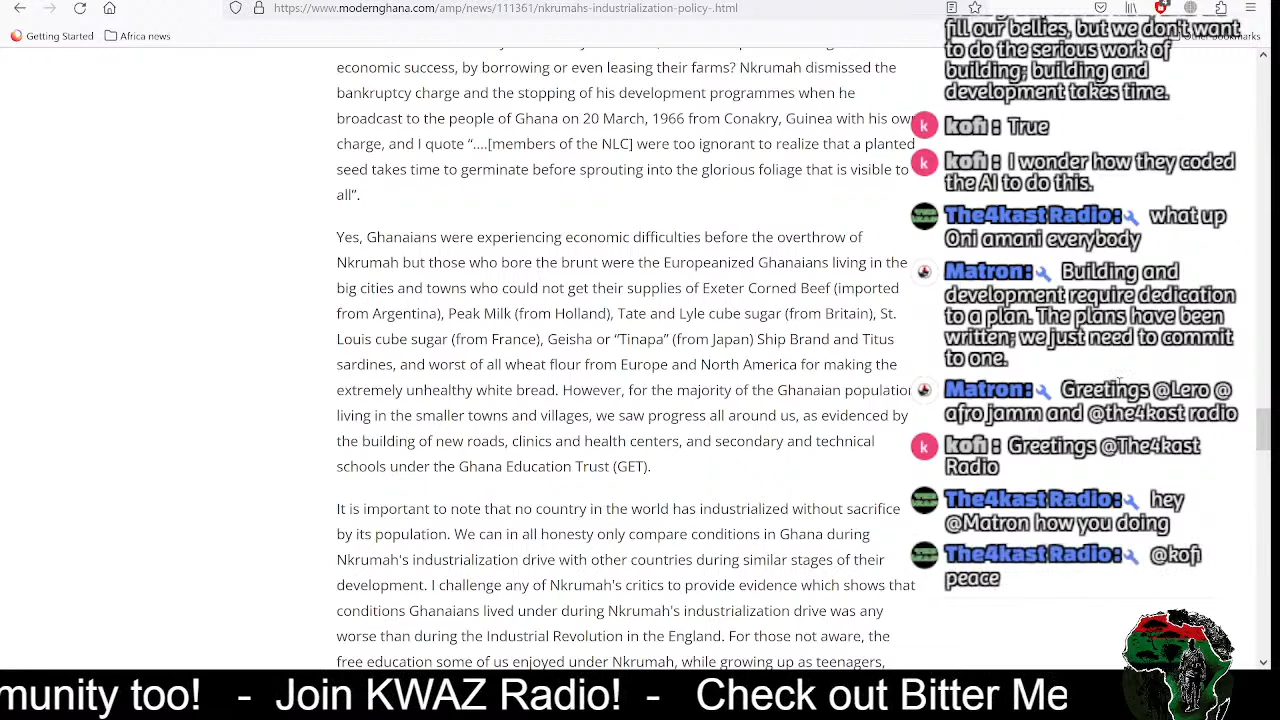 https://www.modernghana.com/amp/news/111361/nkrumahs-industrialization-policy-.html
Getting Started
Africa news
Other Bookmarks
economic success, by borrowing or even leasing their farms? Nkrumah dismissed the
bankruptcy charge and the stopping of his development programmes when he
broadcast to the people of Ghana on 20 March, 1966 from Conakry, Guinea with his own
charge, and I quote “....[members of the NLC] were too ignorant to realize that a planted
seed takes time to germinate before sprouting into the glorious foliage that is visible to
all”.
Yes, Ghanaians were experiencing economic difficulties before the overthrow of
Nkrumah but those who bore the brunt were the Europeanized Ghanaians living in the
big cities and towns who could not get their supplies of Exeter Corned Beef (imported
from Argentina), Peak Milk (from Holland), Tate and Lyle cube sugar (from Britain), St.
Louis cube sugar (from France), Geisha or “Tinapa” (from Japan) Ship Brand and Titus
sardines, and worst of all wheat flour from Europe and North America for making the
extremely unhealthy white bread. However, for the majority of the Ghanaian population
living in the smaller towns and villages, we saw progress all around us, as evidenced by
the building of new roads, clinics and health centers, and secondary and technical
schools under the Ghana Education Trust (GET).
It is important to note that no country in the world has industrialized without sacrifice
by its population. We can in all honesty only compare conditions in Ghana during
Nkrumah's industrialization drive with other countries during similar stages of their
development. I challenge any of Nkrumah's critics to provide evidence which shows that
conditions Ghanaians lived under during Nkrumah's industrialization drive was any
worse than during the Industrial Revolution in the England. For those not aware, the
free education some of us enjoyed under Nkrumah, while growing up as teenagers,
fill our bellies, but we don't want
to do the serious work of
building; building and
development takes time.
k kofi : True
k kofi : I wonder how they coded
the AI to do this.
The4kast Radio: what up
Oni amani everybody
Matron: Building and
development require dedication
to a plan. The plans have been
written; we just need to commit
to one.
Matron: Greetings @Lero @
afro jamm and @the4kast radio
k kofi : Greetings @The4kast
Radio
The4kast Radio: hey
@Matron how you doing
The4kast Radio: @kofi
peace
munity too! - Join KWAZ Radio! - Check out Bitter Me